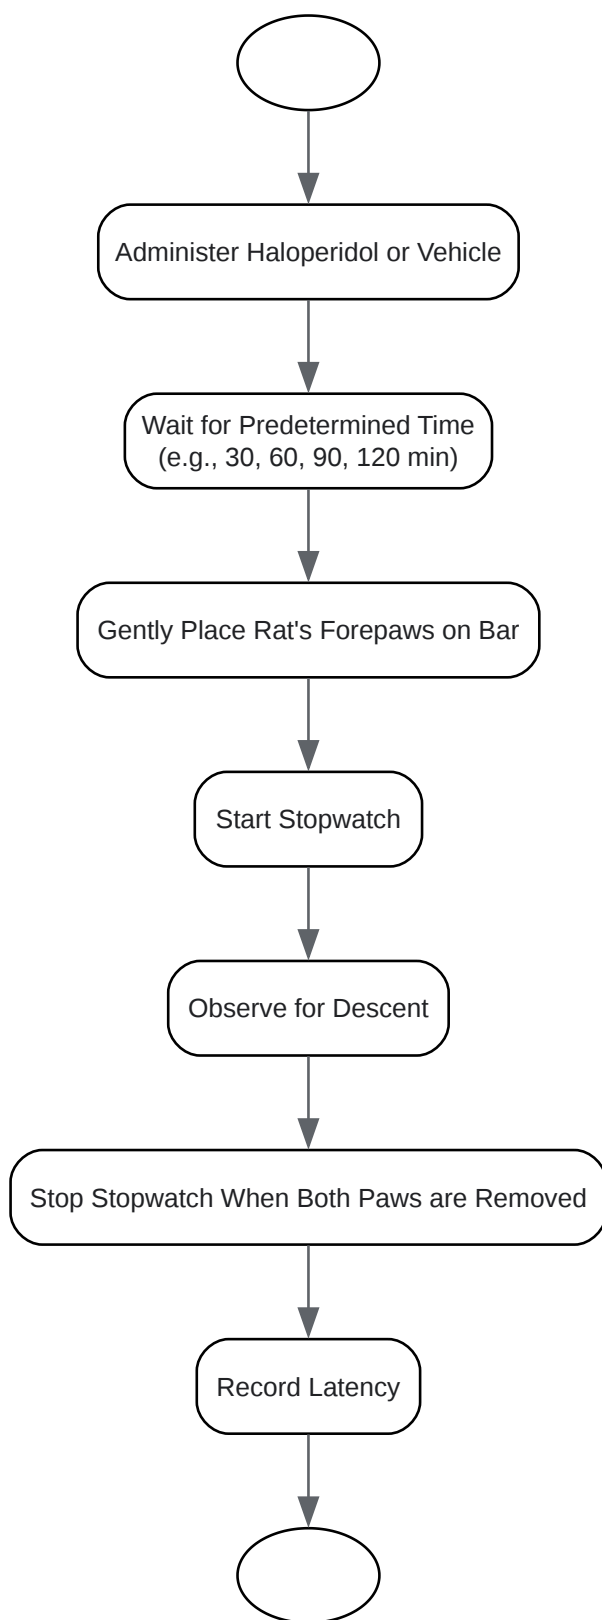 Administer Haloperidol or Vehicle
Wait for Predetermined Time
(e.g., 30, 60, 90, 120 min)
Gently Place Rat's Forepaws on Bar
Start Stopwatch
Observe for Descent
Stop Stopwatch When Both Paws are Removed
Record Latency